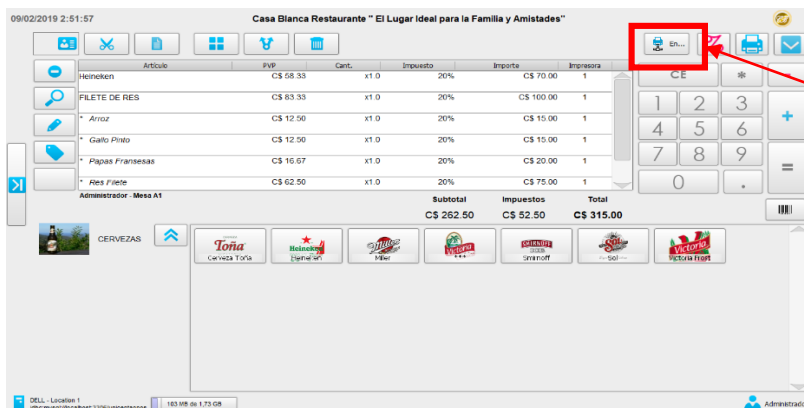 09/02/2019 2:51:57
Casa Blanca Restaurante " El Lugar Ideal para la Familia y Amistades"
En...
Artículo PVP Cant. Impuesto Importe Impresora
Heineken C$ 58.33 x1.0 20% C$ 70.00 1
FILETE DE RES C$ 83.33 x1.0 20% C$ 100.00 1
* Arroz C$ 12.50 x1.0 20% C$ 15.00 1
* Gallo Pinto C$ 12.50 x1.0 20% C$ 15.00 1
* Papas Fransesas C$ 16.67 x1.0 20% C$ 20.00 1
* Res Filete C$ 62.50 x1.0 20% C$ 75.00 1
CE * -
1 2 3
4 5 6 +
7 8 9
0 . =
Administrador - Mesa A1
Subtotal Impuestos Total
C$ 262.50 C$ 52.50 C$ 315.00
CERVEZAS
Toña Heineken Miller Victoria SMIRNOFF Sol Victoria
Cerveza Toña Heineken Miller *** Smirnoff Sol Victoria Frost
DELL - Location 1
103 MB de 1,73 GB
Administrado